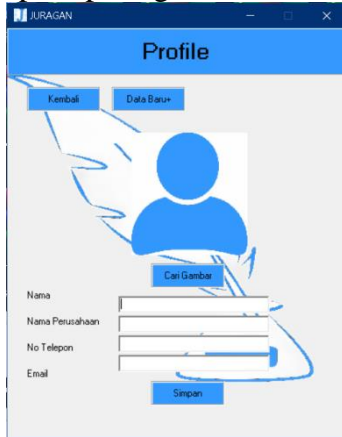 JURAGAN
Profile
Kembali Data Baru+
Cari Gambar
Nama
Nama Perusahaan
No Telepon
Email
Simpan